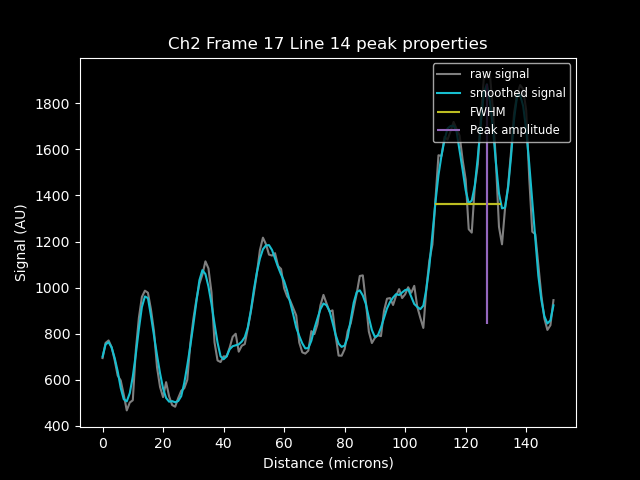 Ch2 Frame 17 Line 14 peak properties
raw signal
smoothed signal
FWHM
Peak amplitude
Signal (AU)
1800
1600
1400
1200
1000
800
600
400
0 20 40 60 80 100 120 140
Distance (microns)